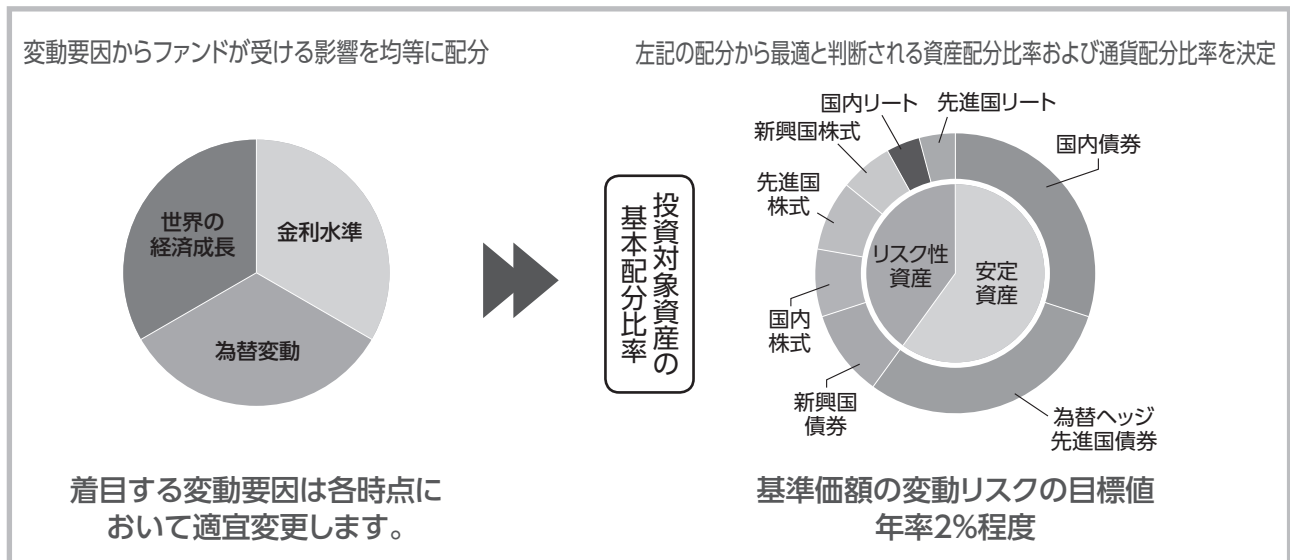 変動要因からファンドが受ける影響を均等に配分
世界の
経済成長
金利水準
為替変動
着目する変動要因は各時点に
おいて適宜変更します。
投資対象資産の
基本配分比率
左記の配分から最適と判断される資産配分比率および通貨配分比率を決定
国内リート
先進国リート
新興国株式
国内債券
先進国
株式
リスク性
資産
安定
資産
国内
株式
新興国
債券
為替ヘッジ
先進国債券
基準価額の変動リスクの目標値
年率2%程度